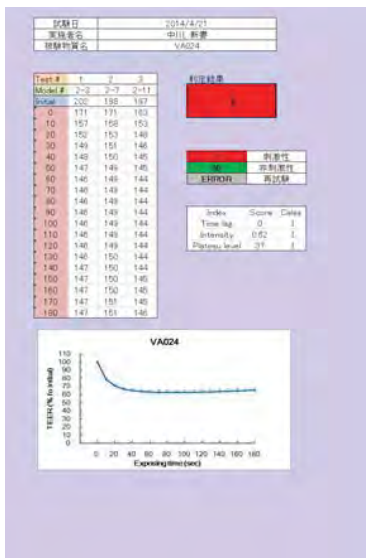 試験日 2014/4/21
実施者名 中川、新妻
被験物質名 VA024
Test # 1 2 3
Model # 2-3 2-7 2-11
Initial 202 198 197
0 171 171 163
10 157 158 153
20 152 153 148
30 149 151 146
40 148 150 145
50 147 149 145
60 146 149 144
70 146 149 144
80 146 149 144
90 146 149 144
100 146 149 144
110 146 149 144
120 146 149 144
130 146 150 144
140 147 150 144
150 147 150 145
160 147 150 145
170 147 151 145
180 147 151 146
判定結果
刺激性
非刺激性
ERROR 再試験
Index Score Cales
Time lag 0 1
Intensity 0.62 1
Plateau level 37 1
VA024
TEER (% to initial)
110
100
90
80
70
60
50
40
30
20
10
0
0 20 40 60 80 100 120 140 160 180
Exposing time (sec)